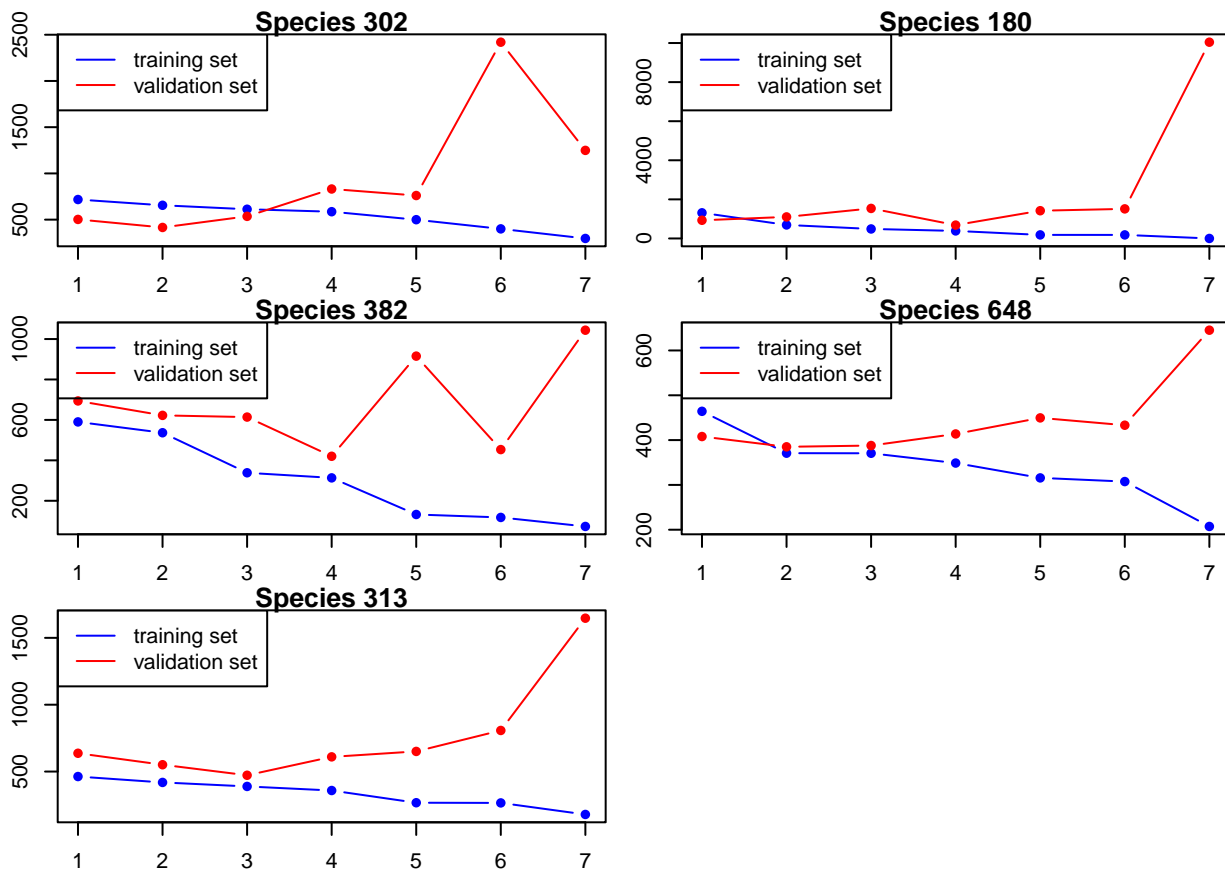 Species 302
training set
validation set
2500
1500
500
1 2 3 4 5 6 7
Species 180
training set
validation set
8000
4000
0
1 2 3 4 5 6 7
Species 382
training set
validation set
1000
600
200
1 2 3 4 5 6 7
Species 648
training set
validation set
600
400
200
1 2 3 4 5 6 7
Species 313
training set
validation set
1500
1000
500
1 2 3 4 5 6 7